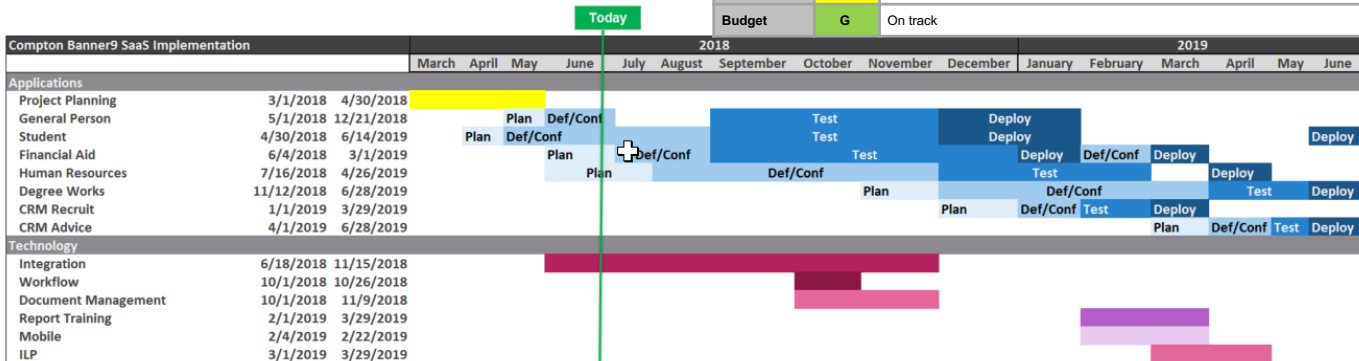 Today
Budget G On track
Compton Banner9 SaaS Implementation 2018 2019
March April May June July August September October November December January February March April May June
Applications
Project Planning 3/1/2018 4/30/2018
General Person 5/1/2018 12/21/2018 Plan Def/Conf Test Deploy
Student 4/30/2018 6/14/2019 Plan Def/Conf Test Deploy Deploy
Financial Aid 6/4/2018 3/1/2019 Plan Def/Conf Test Deploy Def/Conf Deploy
Human Resources 7/16/2018 4/26/2019 Plan Def/Conf Test Deploy
Degree Works 11/12/2018 6/28/2019 Plan Def/Conf Test Deploy
CRM Recruit 1/1/2019 3/29/2019 Plan Def/Conf Test Deploy
CRM Advice 4/1/2019 6/28/2019 Plan Def/Conf Test Deploy
Technology
Integration 6/18/2018 11/15/2018
Workflow 10/1/2018 10/26/2018
Document Management 10/1/2018 11/9/2018
Report Training 2/1/2019 3/29/2019
Mobile 2/4/2019 2/22/2019
ILP 3/1/2019 3/29/2019